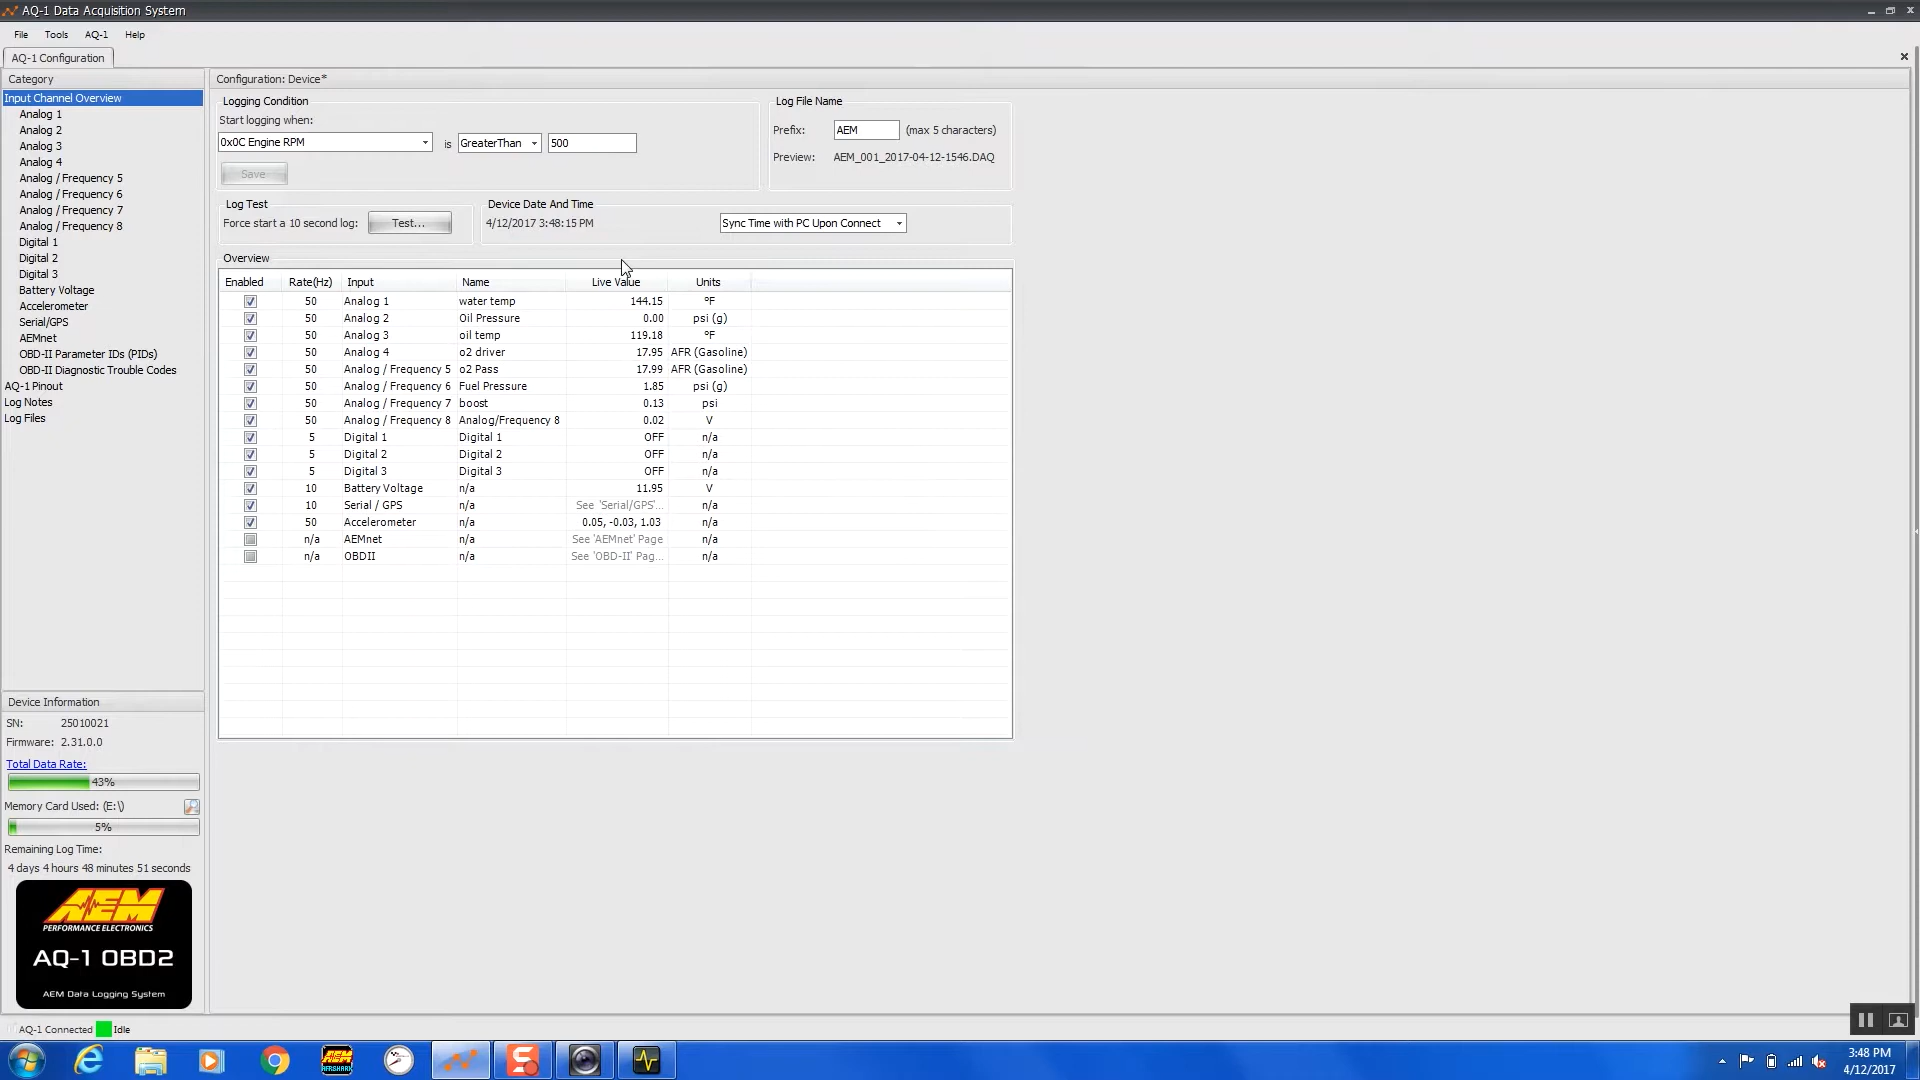 AQ-1 Data Acquisition System
File Tools AQ-1 Help
AQ-1 Configuration
Category
Input Channel Overview
Analog 1
Analog 2
Analog 3
Analog 4
Analog / Frequency 5
Analog / Frequency 6
Analog / Frequency 7
Analog / Frequency 8
Digital 1
Digital 2
Digital 3
Battery Voltage
Accelerometer
Serial/GPS
AEMnet
OBD-II Parameter IDs (PIDs)
OBD-II Diagnostic Trouble Codes
AQ-1 Pinout
Log Notes
Log Files
Device Information
SN: 25010021
Firmware: 2.31.0.0
Total Data Rate:
43%
Memory Card Used: (E:\)
5%
Remaining Log Time:
4 days 4 hours 48 minutes 51 seconds
AEM
PERFORMANCE ELECTRONICS
AQ-1 OBD2
AEM Data Logging System
Configuration: Device*
Logging Condition
Start logging when:
0x0C Engine RPM is GreaterThan 500
Save
Log File Name
Prefix: AEM (max 5 characters)
Preview: AEM_001_2017-04-12-1546.DAQ
Log Test
Force start a 10 second log: Test...
Device Date And Time
4/12/2017 3:48:15 PM Sync Time with PC Upon Connect
Overview
Enabled Rate(Hz) Input Name Live Value Units
50 Analog 1 water temp 144.15 ºF
50 Analog 2 Oil Pressure 0.00 psi (g)
50 Analog 3 oil temp 119.18 ºF
50 Analog 4 o2 driver 17.95 AFR (Gasoline)
50 Analog / Frequency 5 o2 Pass 17.99 AFR (Gasoline)
50 Analog / Frequency 6 Fuel Pressure 1.85 psi (g)
50 Analog / Frequency 7 boost 0.13 psi
50 Analog / Frequency 8 Analog/Frequency 8 0.02 V
5 Digital 1 Digital 1 OFF n/a
5 Digital 2 Digital 2 OFF n/a
5 Digital 3 Digital 3 OFF n/a
10 Battery Voltage n/a 11.95 V
10 Serial / GPS n/a See 'Serial/GPS'... n/a
50 Accelerometer n/a 0.05, -0.03, 1.03 n/a
n/a AEMnet n/a See 'AEMnet' Page n/a
n/a OBDII n/a See 'OBD-II' Pag... n/a
AQ-1 Connected Idle
AEM
3:48 PM
4/12/2017